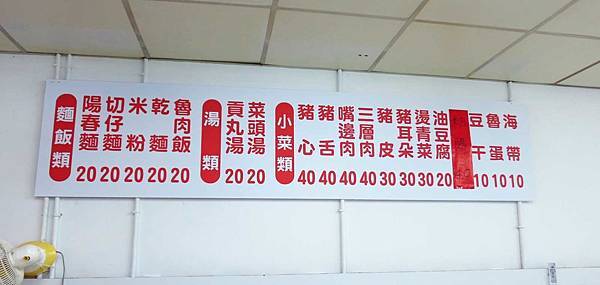 麵飯類
陽春麵 20
切仔麵 20
米粉 20
乾麵 20
魯肉飯 20
湯類
貢丸湯 20
菜頭湯 20
小菜類
豬心 40
豬舌 40
嘴邊肉 40
三層肉 40
豬皮 30
豬耳朵 30
燙青菜 30
油豆腐 20
豆干 10
魯蛋 10
海帶 10